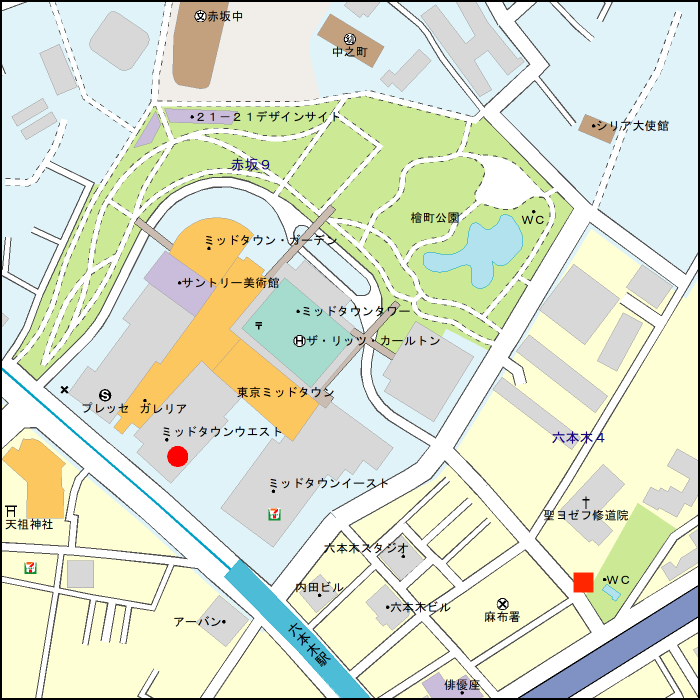 赤坂中
中之町
21-21デザインサイト
シリア大使館
赤坂9
檜町公園
WC
ミッドタウン・ガーデン
サントリー美術館
ミッドタウンタワー
〒
H ザ・リッツ・カールトン
東京ミッドタウン
S
プレッセ
ガレリア
ミッドタウンウエスト
六本木4
ミッドタウンイースト
7
聖ヨゼフ修道院
天祖神社
六本木スタジオ
7
WC
内田ビル
六本木ビル
麻布署
アーバン
六本木駅
俳優座